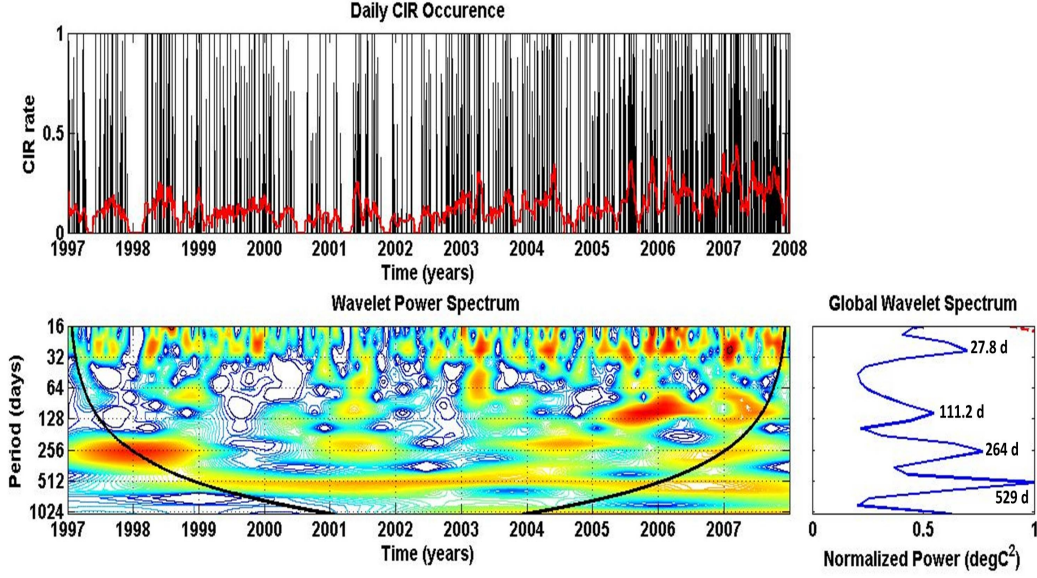 Daily CIR Occurence
1
0.5
0
CIR rate
1997 1998 1999 2000 2001 2002 2003 2004 2005 2006 2007 2008
Time (years)
Wavelet Power Spectrum
16
32
64
128
256
512
1024
Period (days)
1997 1998 1999 2000 2001 2002 2003 2004 2005 2006 2007
Time (years)
Global Wavelet Spectrum
27.8 d
111.2 d
264 d
529 d
0 0.5 1
Normalized Power (degC²)